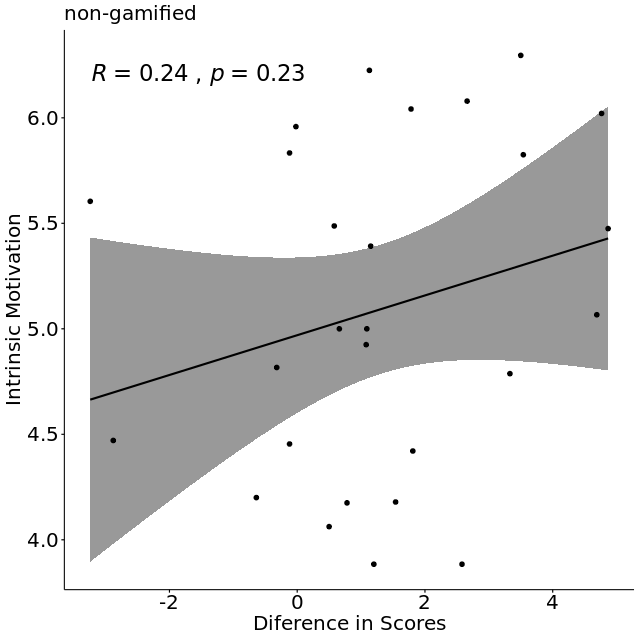 non-gamified
R = 0.24 , p = 0.23
6.0
5.5
5.0
4.5
4.0
Intrinsic Motivation
-2 0 2 4
Diference in Scores